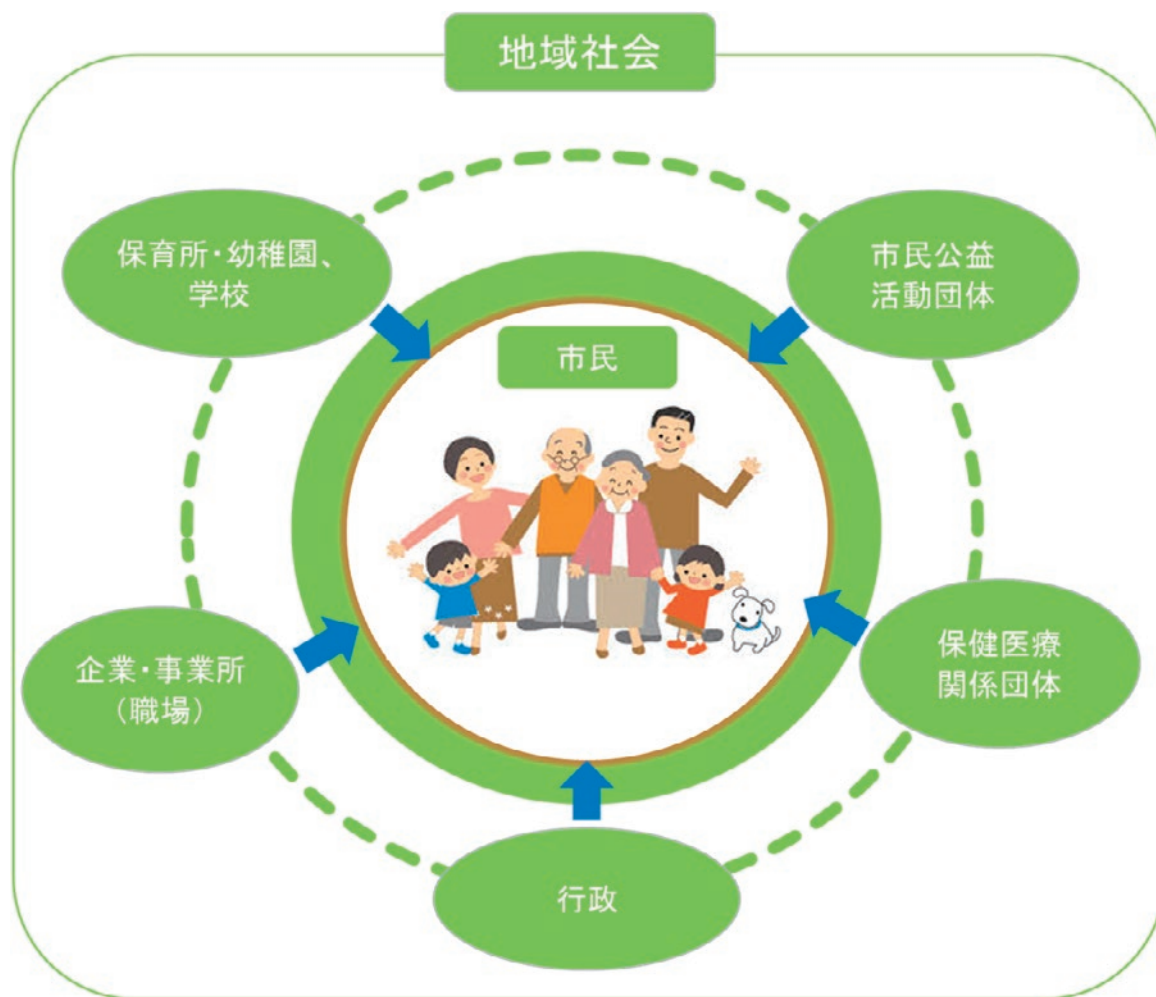 地域社会
保育所・幼稚園、
学校
市民公益
活動団体
市民
企業・事業所
（職場）
保健医療
関係団体
行政